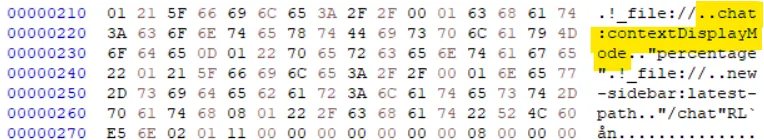 00000210 01 21 5F 66 69 6C 65 3A 2F 2F 00 01 63 68 61 74 .!_file://..chat
00000220 3A 63 6F 6E 74 65 78 74 44 69 73 70 6C 61 79 4D :contextDisplayM
00000230 6F 64 65 0D 01 22 70 65 72 63 65 6E 74 61 67 65 ode.."percentage
00000240 22 01 21 5F 66 69 6C 65 3A 2F 2F 00 01 6E 65 77 ".!_file://..new
00000250 2D 73 69 64 65 62 61 72 3A 6C 61 74 65 73 74 2D -sidebar:latest-
00000260 70 61 74 68 08 01 22 2F 63 68 61 74 22 52 4C 60 path.."/chat"RL`
00000270 E5 6E 02 01 11 00 00 00 00 00 00 00 08 00 00 00 ån..............